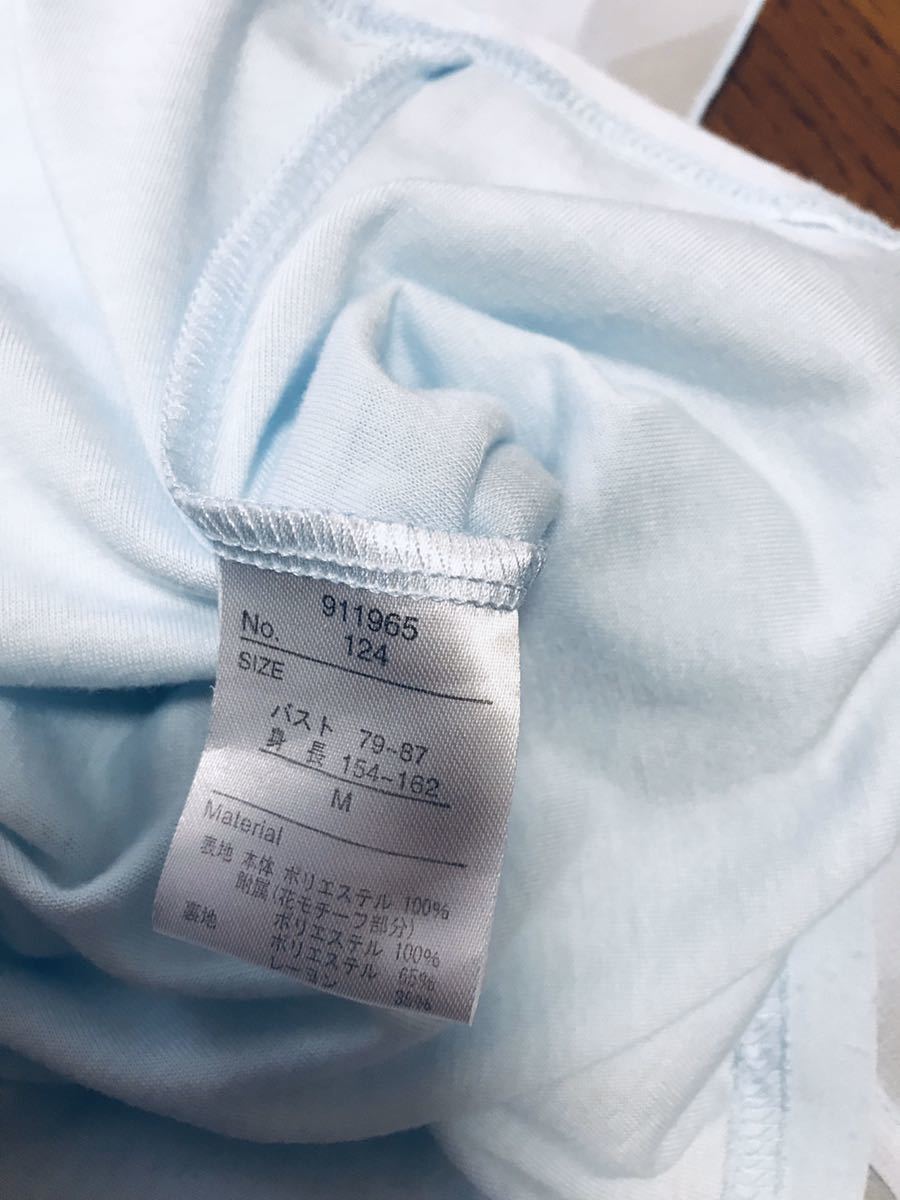 911965
No. 124
SIZE
バスト 79~87
身長 154~162
M
Material
表地 本体 ポリエステル 100%
附属(花モチーフ部分)
ポリエステル 100%
裏地 ポリエステル 65%
レーヨン